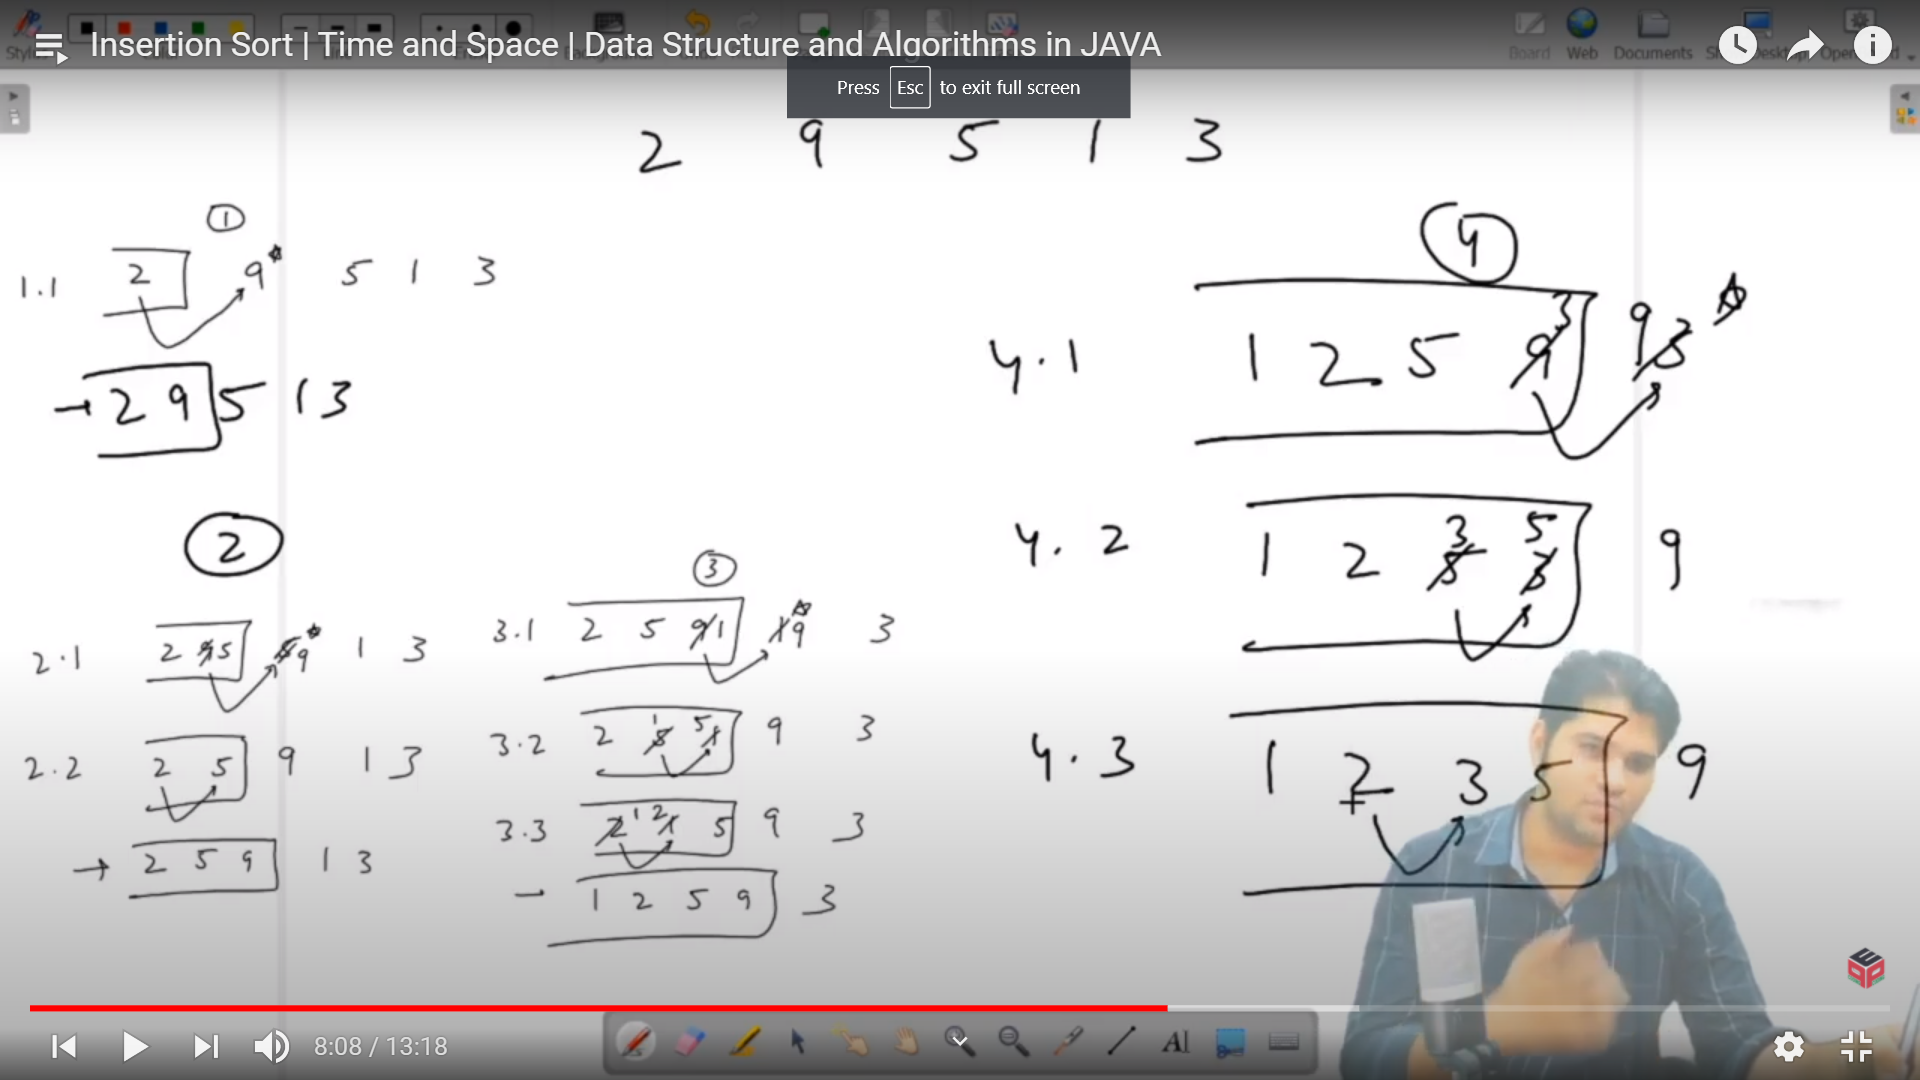 Insertion Sort | Time and Space | Data Structure and Algorithms in JAVA
Board Web Documents
Press Esc to exit full screen
2 9 5 1 3
1
1.1 2 9* 5 1 3
→ 2 9 5 1 3
2
2.1 2 9 5 5 9* 1 3
2.2 2 5 9 1 3
→ 2 5 9 1 3
3
3.1 2 5 9 1 1 9* 3
3.2 2 5 1 1 5 9 3
3.3 2 1 1 2 5 9 3
- 1 2 5 9 3
4
4.1 1 2 5 9 3 3 9*
4.2 1 2 5 3 3 5 9
4.3 1 2 3 5 9
8:08 / 13:18
AI